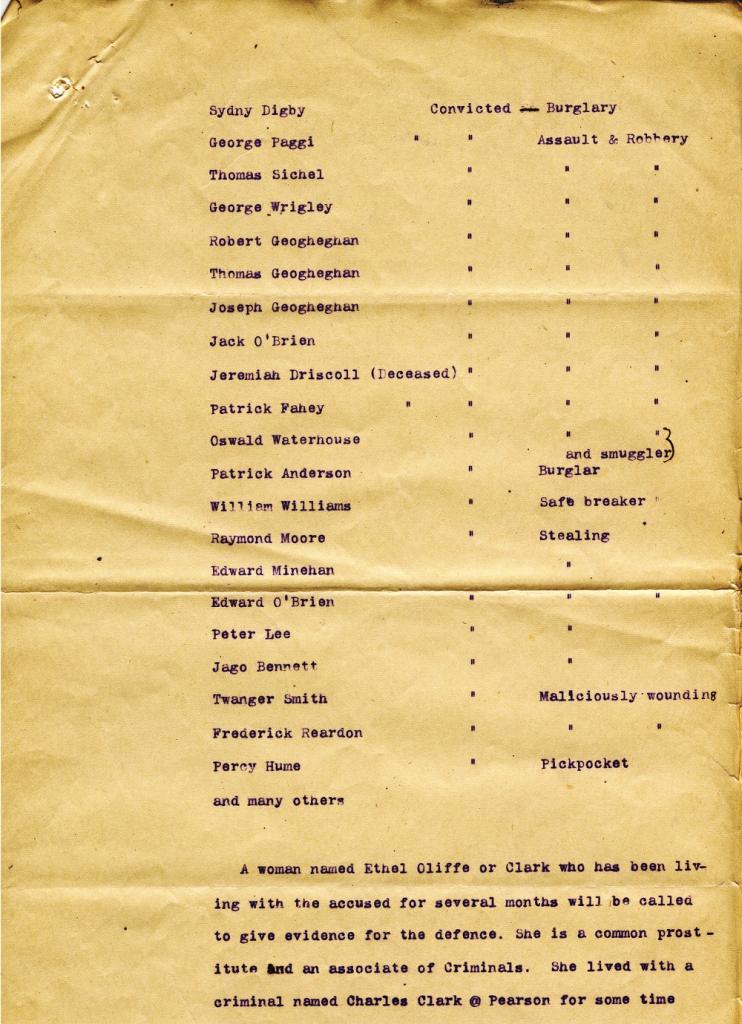 Sydny Digby Convicted - Burglary
George Paggi " " Assault & Robbery
Thomas Sichel " " "
George Wrigley " " "
Robert Geogheghan " " "
Thomas Geogheghan " " "
Joseph Geogheghan " " "
Jack O'Brien " " "
Jeremiah Driscoll (Deceased) " " "
Patrick Fahey " " " "
Oswald Waterhouse " " "
and smuggler)
Patrick Anderson " Burglar
William Williams " Safe breaker "
Raymond Moore " Stealing
Edward Minehan "
Edward O'Brien " " "
Peter Lee " "
Jago Bennett " "
Twanger Smith " Maliciously wounding
Frederick Reardon " " "
Percy Hume " Pickpocket
and many others
A woman named Ethel Oliffe or Clark who has been liv-
ing with the accused for several months will be called
to give evidence for the defence. She is a common prost-
itute and an associate of Criminals. She lived with a
criminal named Charles Clark @ Pearson for some time